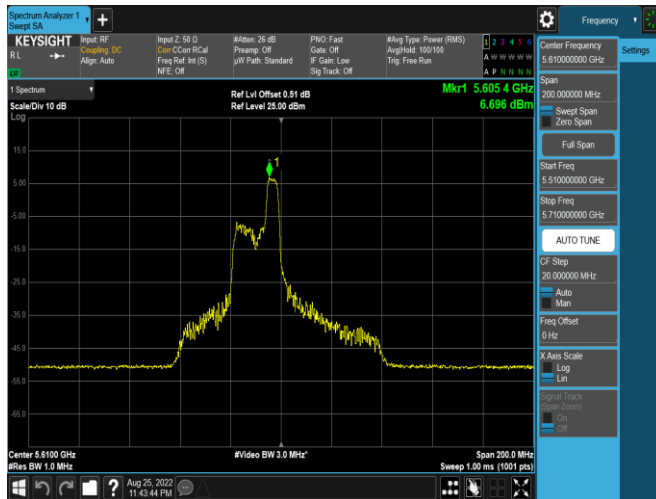 Spectrum Analyzer 1
Swept SA
Frequency
KEYSIGHT
R L
Input: RF
Coupling: DC
Align: Auto
Input Z: 50 Ω
Corr CCorr RCal
Freq Ref: Int (S)
NFE: Off
#Atten: 26 dB
Preamp: Off
µW Path: Standard
PNO: Fast
Gate: Off
IF Gain: Low
Sig Track: Off
#Avg Type: Power (RMS)
Avg|Hold: 100/100
Trig: Free Run
1 2 3 4 5 6
A W W W W W
A P N N N N
1 Spectrum
Scale/Div 10 dB
Log
Ref Lvl Offset 0.51 dB
Ref Level 25.00 dBm
Mkr1 5.605 4 GHz
6.696 dBm
1
15.0
5.00
-5.00
-15.0
-25.0
-35.0
-45.0
-55.0
-65.0
Center 5.6100 GHz
#Res BW 1.0 MHz
#Video BW 3.0 MHz*
Span 200.0 MHz
Sweep 1.00 ms (1001 pts)
Settings
Center Frequency
5.610000000 GHz
Span
200.000000 MHz
Swept Span
Zero Span
Full Span
Start Freq
5.510000000 GHz
Stop Freq
5.710000000 GHz
AUTO TUNE
CF Step
20.000000 MHz
Auto
Man
Freq Offset
0 Hz
X Axis Scale
Log
Lin
Signal Track
(Span Zoom)
On
Off
Aug 25, 2022
11:43:44 PM